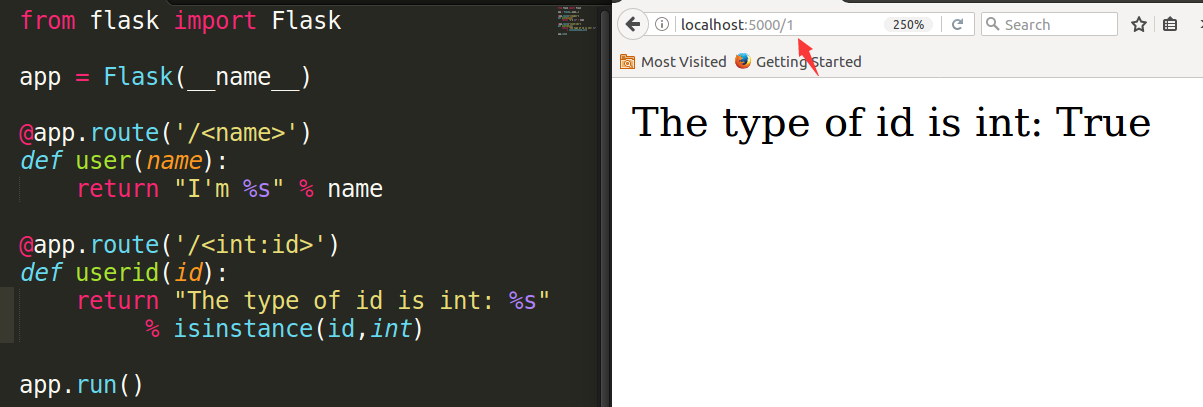 from flask import Flask
app = Flask(__name__)
@app.route('/<name>')
def user(name):
    return "I'm %s" % name
@app.route('/<int:id>')
def userid(id):
    return "The type of id is int: %s"
         % isinstance(id,int)
app.run()
localhost:5000/1 250% Search
Most Visited Getting Started
The type of id is int: True